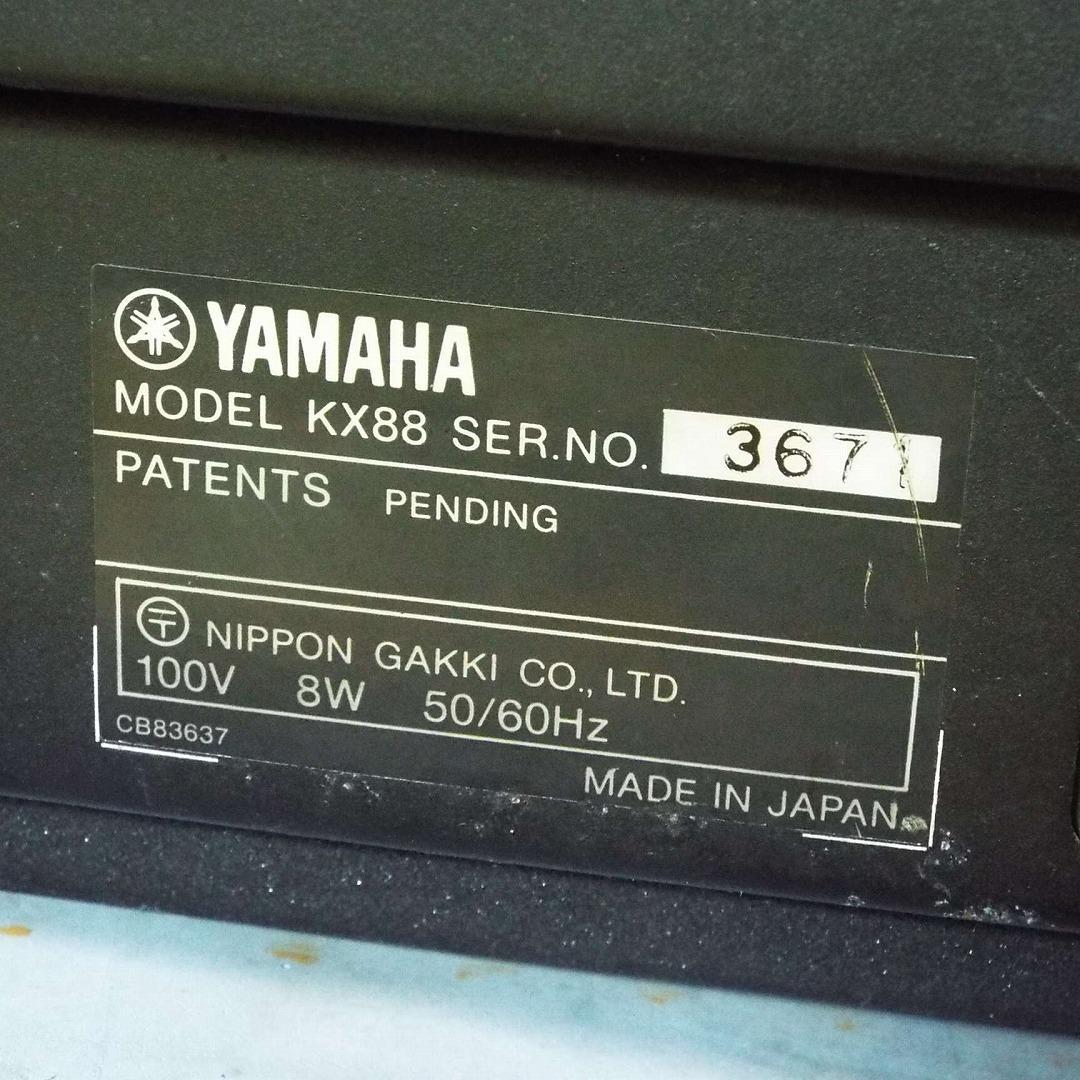 YAMAHA
MODEL KX88 SER.NO. 367
PATENTS PENDING
〶 NIPPON GAKKI CO., LTD.
100V 8W 50/60Hz
CB83637
MADE IN JAPAN